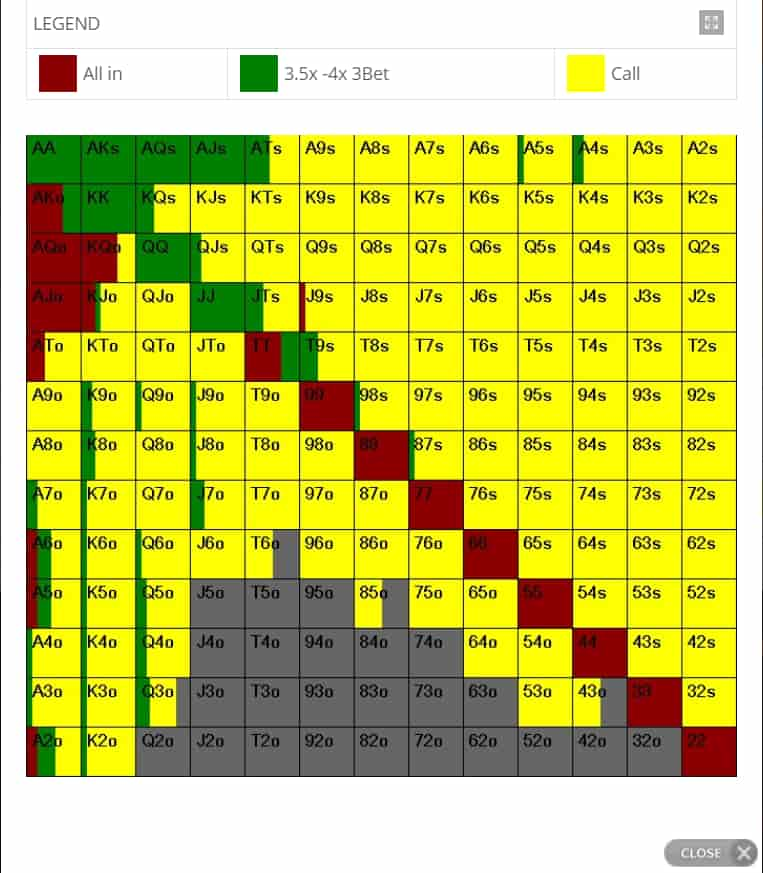 LEGEND
All in 3.5x -4x 3Bet Call
AA AKs AQs AJs ATs A9s A8s A7s A6s A5s A4s A3s A2s
AKo KK KQs KJs KTs K9s K8s K7s K6s K5s K4s K3s K2s
AQo KQo QQ QJs QTs Q9s Q8s Q7s Q6s Q5s Q4s Q3s Q2s
AJo KJo QJo JJ JTs J9s J8s J7s J6s J5s J4s J3s J2s
ATo KTo QTo JTo TT T9s T8s T7s T6s T5s T4s T3s T2s
A9o K9o Q9o J9o T9o 99 98s 97s 96s 95s 94s 93s 92s
A8o K8o Q8o J8o T8o 98o 88 87s 86s 85s 84s 83s 82s
A7o K7o Q7o J7o T7o 97o 87o 77 76s 75s 74s 73s 72s
A6o K6o Q6o J6o T6o 96o 86o 76o 66 65s 64s 63s 62s
A5o K5o Q5o J5o T5o 95o 85o 75o 65o 55 54s 53s 52s
A4o K4o Q4o J4o T4o 94o 84o 74o 64o 54o 44 43s 42s
A3o K3o Q3o J3o T3o 93o 83o 73o 63o 53o 43o 33 32s
A2o K2o Q2o J2o T2o 92o 82o 72o 62o 52o 42o 32o 22
CLOSE